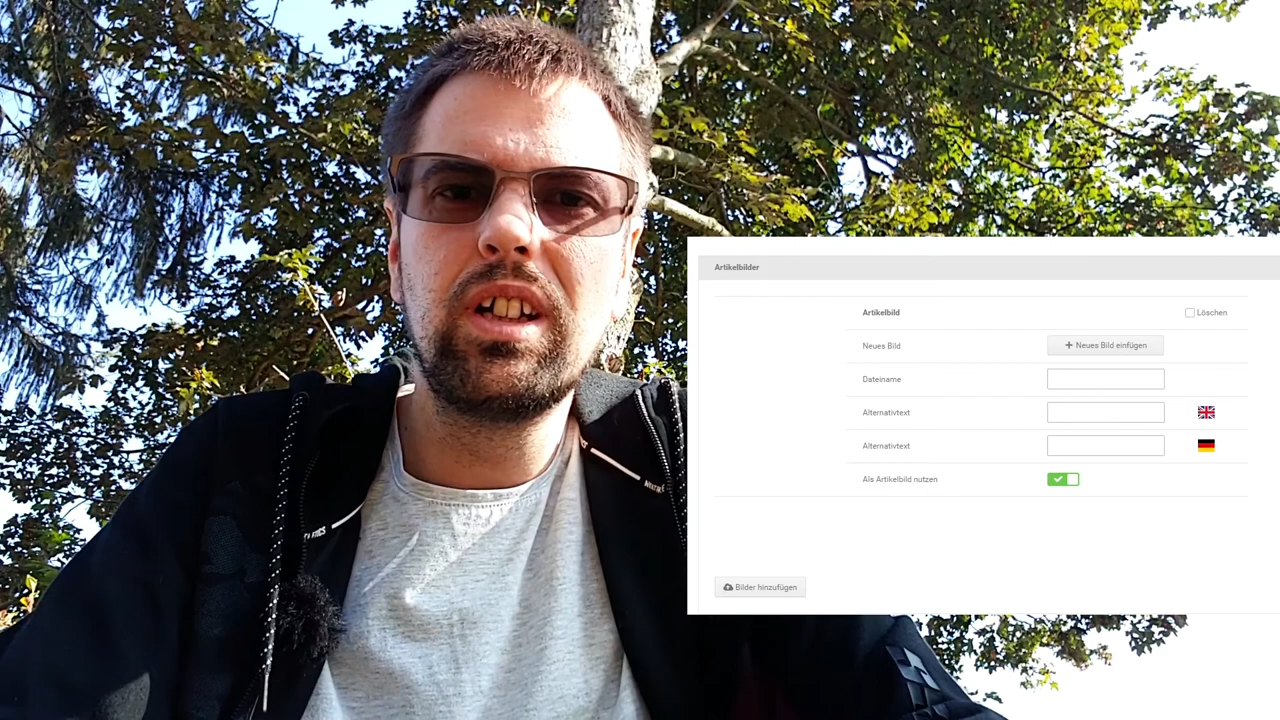 Artikelbilder
Artikelbild
Löschen
Neues Bild
Neues Bild einfügen
Dateiname
Alternativtext
Alternativtext
Als Artikelbild nutzen
Bilder hinzufügen